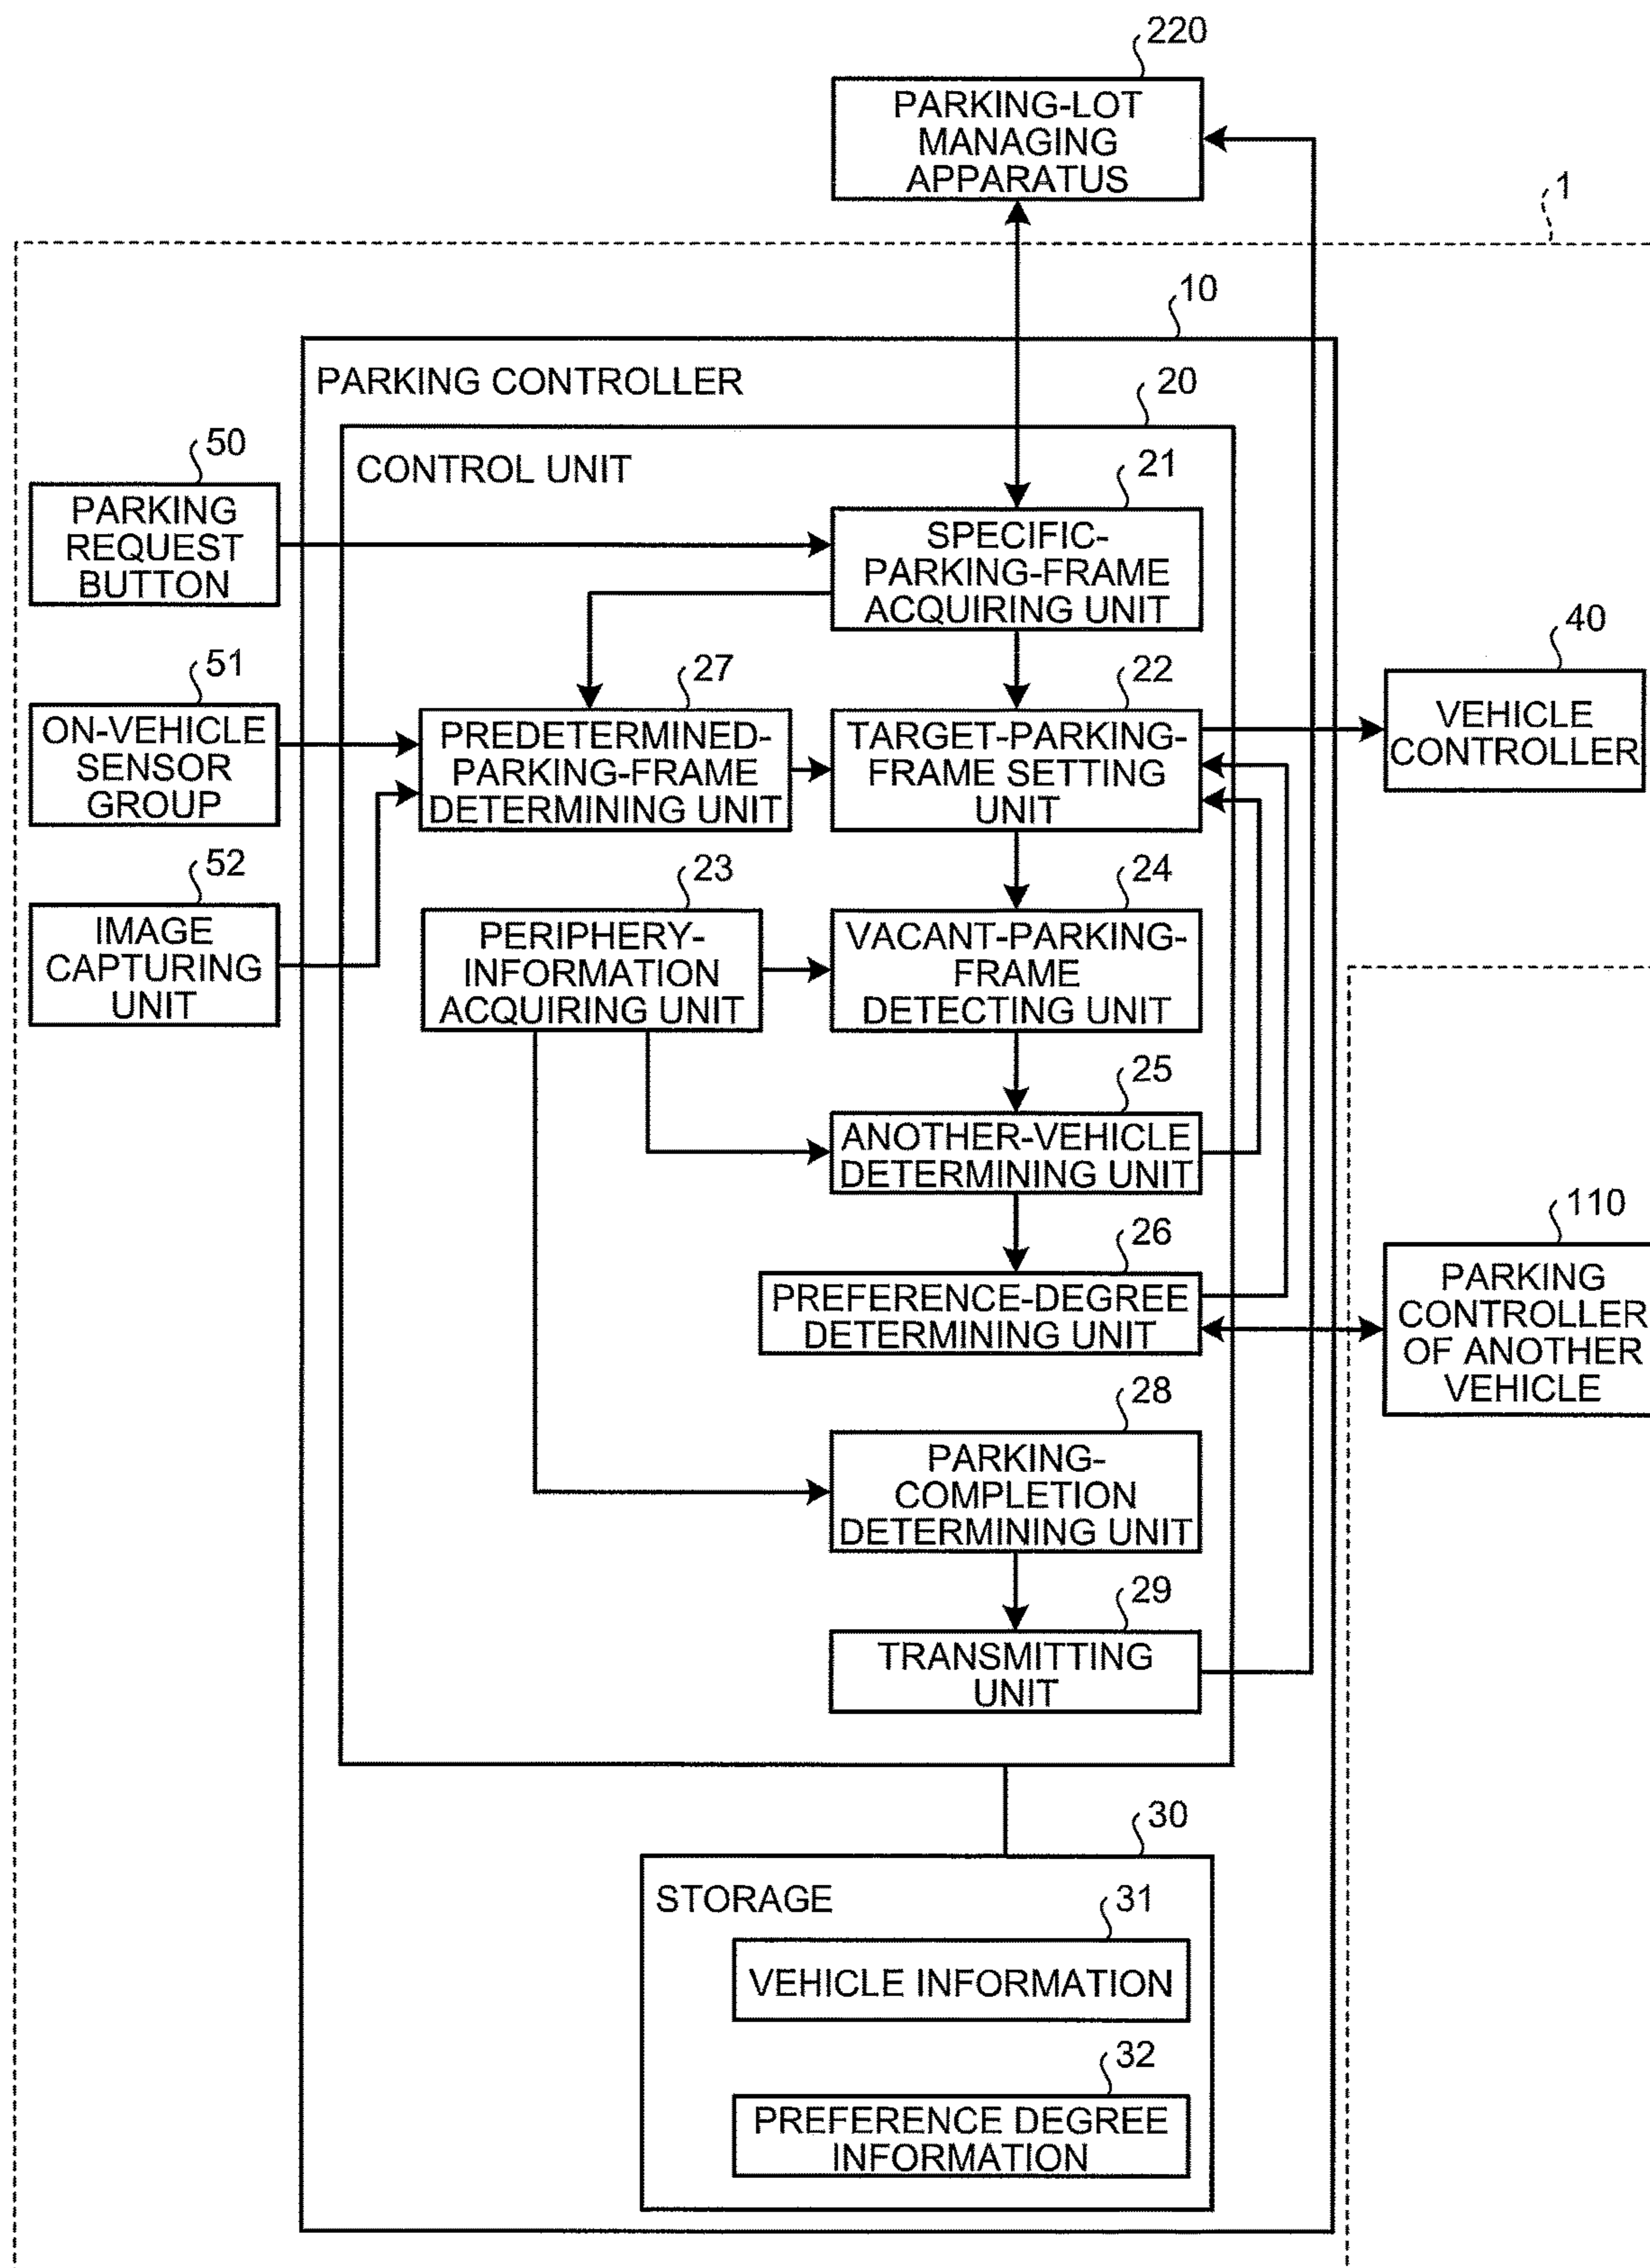 220
PARKING-LOT
MANAGING
APPARATUS
1
10
PARKING CONTROLLER
20
CONTROL UNIT
50
PARKING
REQUEST
BUTTON
21
SPECIFIC-
PARKING-FRAME
ACQUIRING UNIT
51
ON-VEHICLE
SENSOR
GROUP
27
PREDETERMINED-
PARKING-FRAME
DETERMINING UNIT
22
TARGET-PARKING-
FRAME SETTING
UNIT
40
VEHICLE
CONTROLLER
52
IMAGE
CAPTURING
UNIT
23
PERIPHERY-
INFORMATION
ACQUIRING UNIT
24
VACANT-PARKING-
FRAME
DETECTING UNIT
25
ANOTHER-VEHICLE
DETERMINING UNIT
26
PREFERENCE-DEGREE
DETERMINING UNIT
110
PARKING
CONTROLLER
OF ANOTHER
VEHICLE
28
PARKING-
COMPLETION
DETERMINING UNIT
29
TRANSMITTING
UNIT
30
STORAGE
31
VEHICLE INFORMATION
32
PREFERENCE DEGREE
INFORMATION